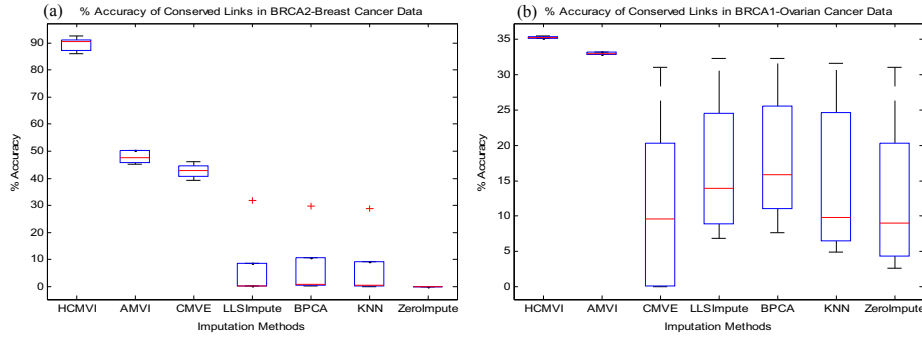 (a)
% Accuracy of Conserved Links in BRCA2-Breast Cancer Data
% Accuracy
90
80
70
60
50
40
30
20
10
0
HCMVI AMVI CMVE LLSImpute BPCA KNN ZeroImpute
Imputation Methods
(b)
% Accuracy of Conserved Links in BRCA1-Ovarian Cancer Data
% Accuracy
35
30
25
20
15
10
5
0
HCMVI AMVI CMVE LLSImpute BPCA KNN ZeroImpute
Imputation Methods